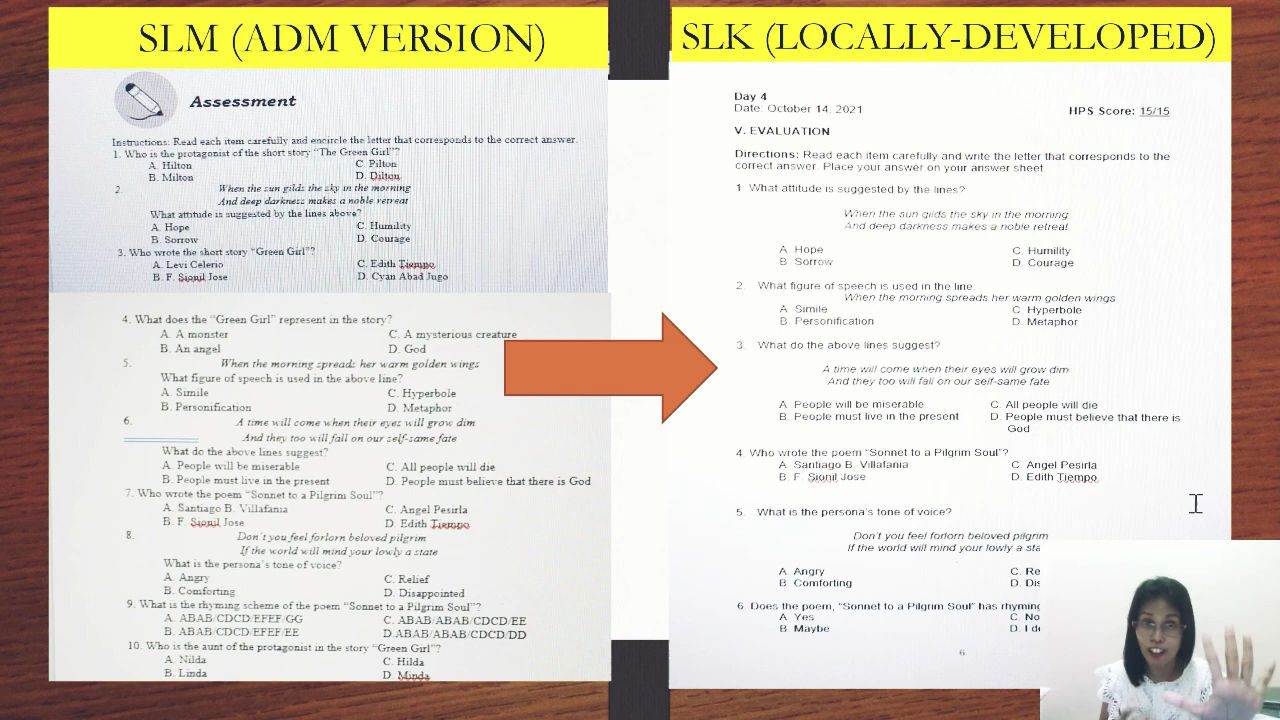 SLM (ADM VERSION)
Assessment
Instructions: Read each item carefully and encircle the letter that corresponds to the correct answer.
1. Who is the protagonist of the short story "The Green Girl"?
A. Hilton C. Pilton
B. Milton D. Dilton
2. When the sun gilds the sky in the morning
And deep darkness makes a noble retreat
What attitude is suggested by the lines above?
A. Hope C. Humility
B. Sorrow D. Courage
3. Who wrote the short story "Green Girl"?
A. Levi Celerio C. Edith Tiempo
B. F. Sionil Jose D. Cyan Abad Jugo
4. What does the "Green Girl" represent in the story?
A. A monster C. A mysterious creature
B. An angel D. God
5. When the morning spreads her warm golden wings
What figure of speech is used in the above line?
A. Simile C. Hyperbole
B. Personification D. Metaphor
6. A time will come when their eyes will grow dim
And they too will fall on our self-same fate
What do the above lines suggest?
A. People will be miserable C. All people will die
B. People must live in the present D. People must believe that there is God
7. Who wrote the poem "Sonnet to a Pilgrim Soul"?
A. Santiago B. Villafania C. Angel Pesirla
B. F. Sionil Jose D. Edith Tiempo
8. Don't you feel forlorn beloved pilgrim
If the world will mind your lowly a state
What is the persona's tone of voice?
A. Angry C. Relief
B. Comforting D. Disappointed
9. What is the rhyming scheme of the poem "Sonnet to a Pilgrim Soul"?
A. ABAB/CDCD/EFEF/GG C. ABAB/ABAB/CDCD/EE
B. ABAB/CDCD/EFEF/EE D.ABAB/ABAB/CDCD/DD
10. Who is the aunt of the protagonist in the story "Green Girl"?
A. Nilda C. Hilda
B. Linda D. Minda
SLK (LOCALLY-DEVELOPED)
Day 4
Date: October 14, 2021
HPS Score: 15/15
V. EVALUATION
Directions: Read each item carefully and write the letter that corresponds to the
correct answer. Place your answer on your answer sheet.
1 What attitude is suggested by the lines?
When the sun gilds the sky in the morning
And deep darkness makes a noble retreat
A. Hope C. Humility
B Sorrow D. Courage
2. What figure of speech is used in the line.
When the morning spreads her warm golden wings
A Simile C. Hyperbole
B Personification D. Metaphor
3. What do the above lines suggest?
A time will come when their eyes will grow dim
And they too will fall on our self-same fate
A People will be miserable C. All people will die
B People must live in the present D. People must believe that there is
God
4 Who wrote the poem "Sonnet to a Pilgrim Soul"?
A Santiago B. Villafania C. Angel Pesirla
B F Sionil Jose D. Edith Tiempo
5. What is the persona's tone of voice?
Don't you feel forlorn beloved pilgrim
If the world will mind your lowly a sta
A. Angry C. Re
B Comforting D. Dis
6. Does the poem, "Sonnet to a Pilgrim Soul" has rhyming
A Yes C. No
B Maybe D. I d
6